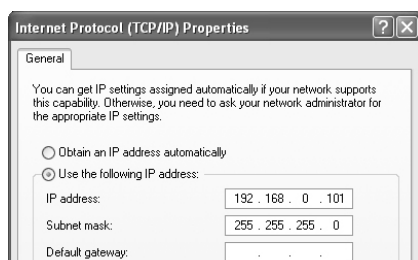 Internet Protocol (TCP/IP) Properties
General
You can get IP settings assigned automatically if your network supports
this capability. Otherwise, you need to ask your network administrator for
the appropriate IP settings.
Obtain an IP address automatically
Use the following IP address:
IP address: 192 . 168 . 0 . 101
Subnet mask: 255 . 255 . 255 . 0
Default gateway: . . .